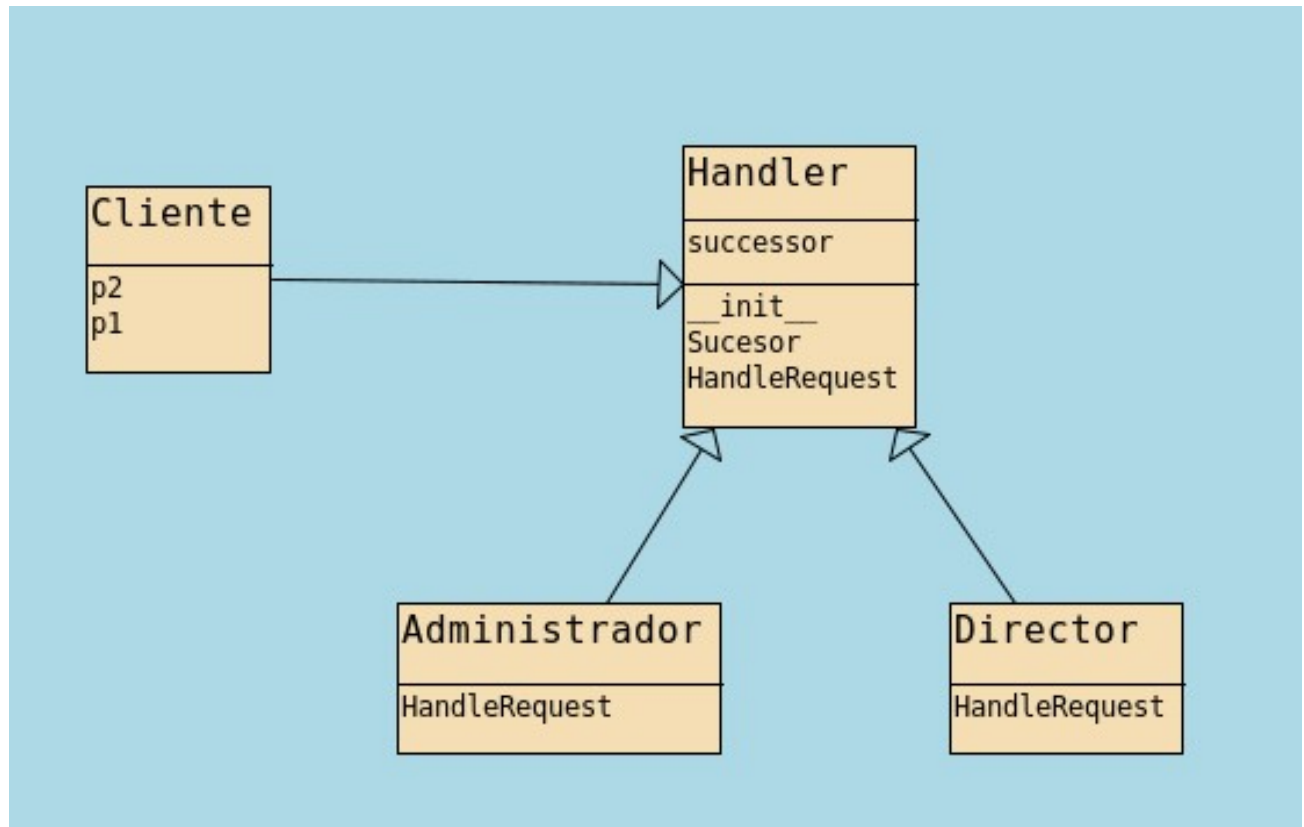 Cliente
p2
p1
Handler
successor
__init__
Sucesor
HandleRequest
Administrador
HandleRequest
Director
HandleRequest